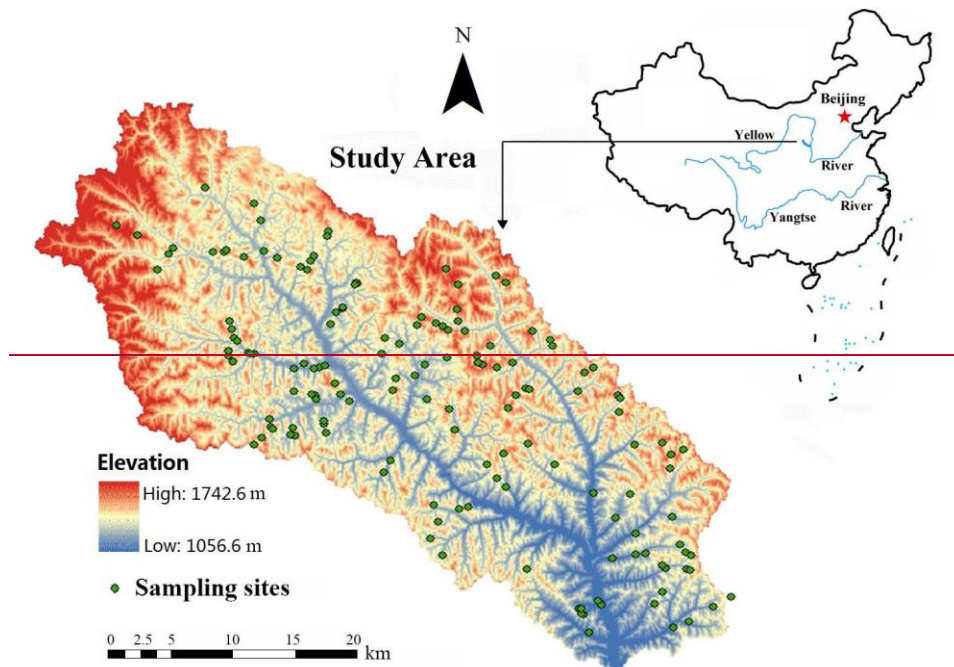 N
Study Area
Beijing
Yellow
River
Yangtse
River
Elevation
High: 1742.6 m
Low: 1056.6 m
Sampling sites
0 2.5 5 10 15 20
km